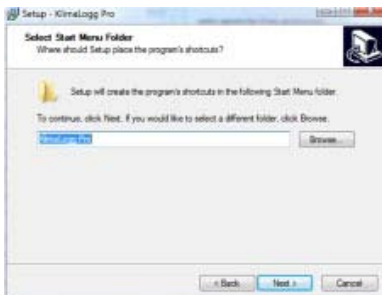 Setup - KlimaLogg Pro
Select Start Menu Folder
Where should Setup place the program's shortcuts?
Setup will create the program's shortcuts in the following Start Menu folder.
To continue, click Next. If you would like to select a different folder, click Browse.
KlimaLogg Pro
Browse...
< Back
Next >
Cancel